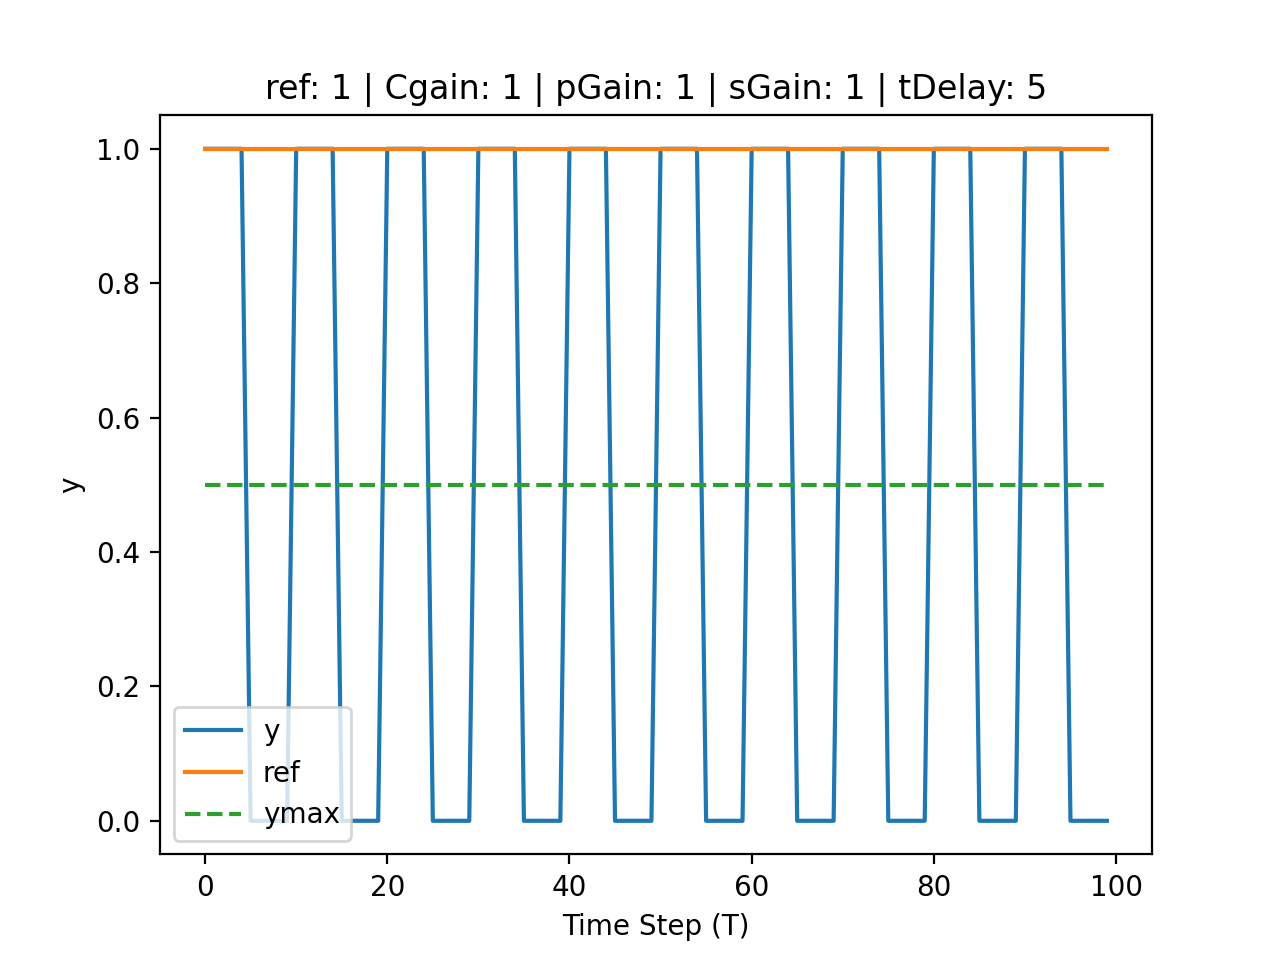 ref: 1 | Cgain: 1 | pGain: 1 | sGain: 1 | tDelay: 5
1.0
0.8
0.6
0.4
0.2
0.0
y
y
ref
ymax
0 20 40 60 80 100
Time Step (T)